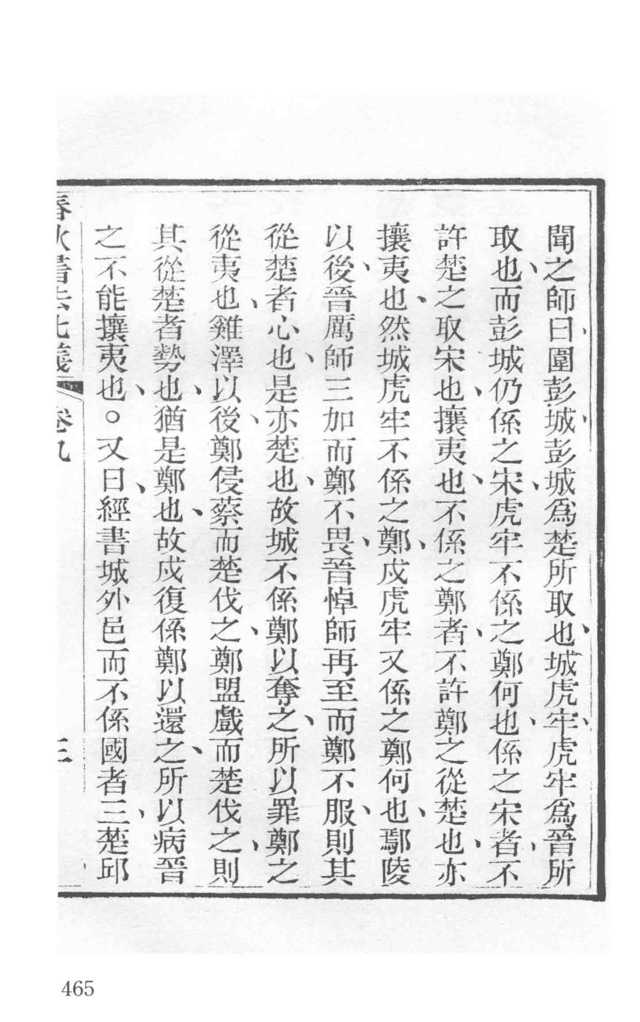 聞之師曰圍彭城彭城爲楚所取也城虎牢虎牢爲晉所
取也而彭城仍係之宋虎牢不係之鄭何也係之宋者不
許楚之取宋也攘夷也不係之鄭者不許鄭之從楚也亦
攘夷也然城虎牢不係之鄭戍虎牢又係之鄭何也鄢陵
以後晉厲師三加而鄭不畏晉悼師再至而鄭不服則其
從楚者心也是亦楚也故城不係鄭以奪之所以罪鄭之
從夷也雞澤以後鄭侵蔡而楚伐之鄭盟戲而楚伐之則
其從楚者勢也猶是鄭也故戍復係鄭以還之所以病晉
之不能攘夷也○又曰經書城外邑而不係國者三楚邱
春秋書法比義 卷九 三
465